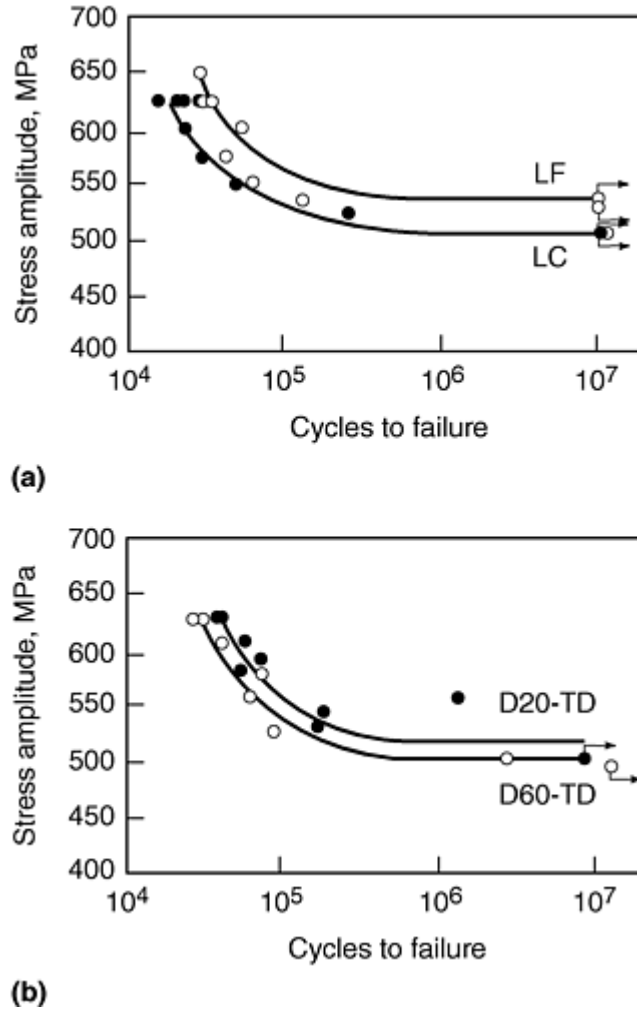 700
650
600
550
500
450
400
Stress amplitude, MPa
LF
LC
10⁴
10⁵
10⁶
10⁷
Cycles to failure
(a)
700
650
600
550
500
450
400
Stress amplitude, MPa
D20-TD
D60-TD
10⁴
10⁵
10⁶
10⁷
Cycles to failure
(b)